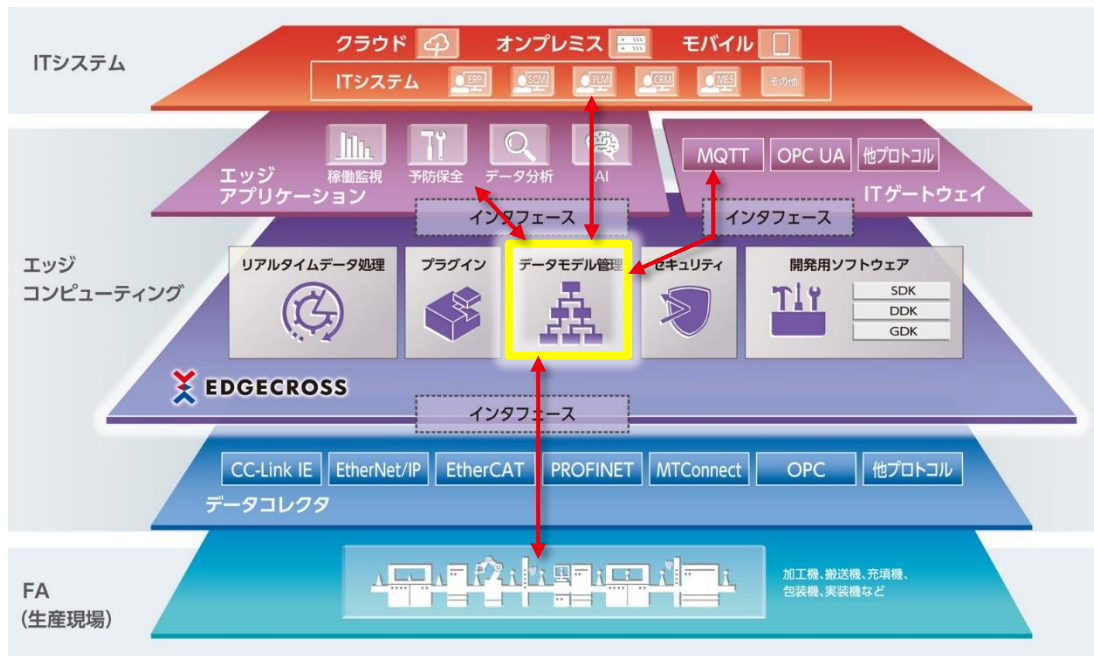 クラウド
オンプレミス
モバイル
ITシステム
ITシステム
ERP
SCM
PLM
CRM
MES
その他
エッジ
アプリケーション
稼働監視
予防保全
データ分析
AI
MQTT
OPC UA
他プロトコル
ITゲートウェイ
インタフェース
インタフェース
エッジ
コンピューティング
リアルタイムデータ処理
プラグイン
データモデル管理
セキュリティ
開発用ソフトウェア
SDK
DDK
GDK
EDGECROSS
インタフェース
CC-Link IE
EtherNet/IP
EtherCAT
PROFINET
MTConnect
OPC
他プロトコル
データコレクタ
FA
(生産現場)
加工機、搬送機、充填機、
包装機、実装機など